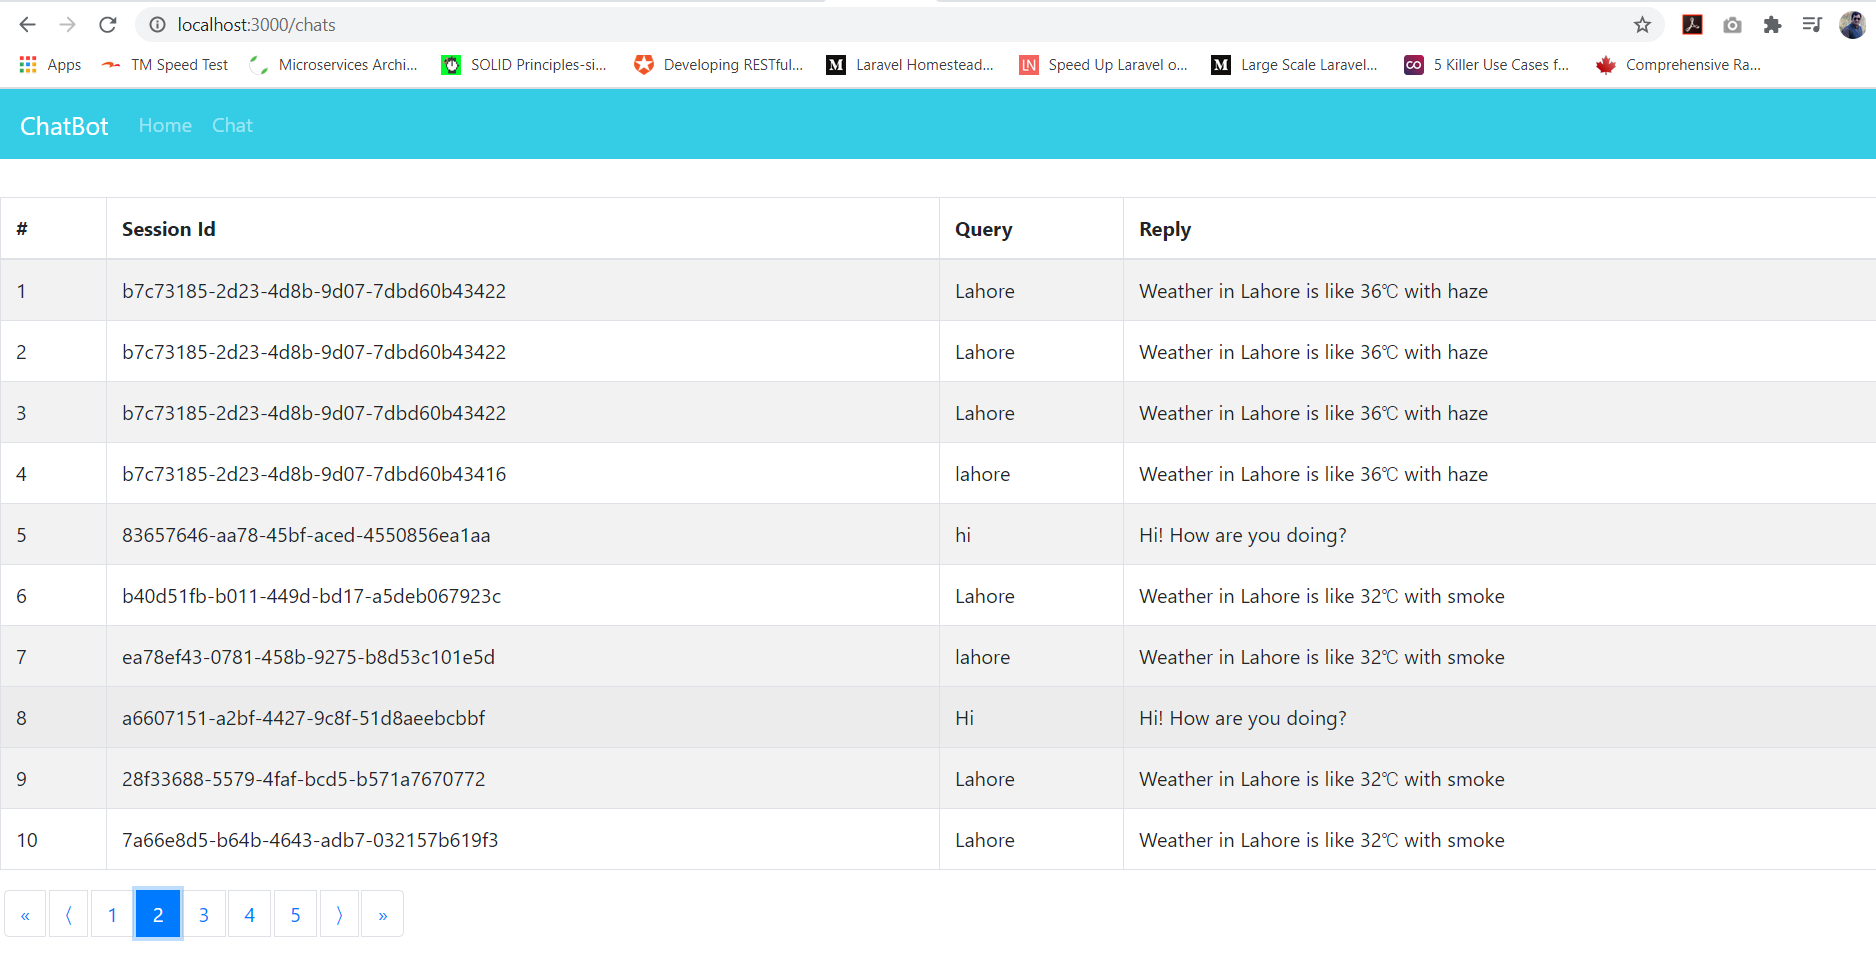 localhost:3000/chats
Apps TM Speed Test Microservices Archi... SOLID Principles-si... Developing RESTful... M Laravel Homestead... LN Speed Up Laravel o... M Large Scale Laravel... 5 Killer Use Cases f... Comprehensive Ra...
ChatBot Home Chat
# Session Id Query Reply
1 b7c73185-2d23-4d8b-9d07-7dbd60b43422 Lahore Weather in Lahore is like 36℃ with haze
2 b7c73185-2d23-4d8b-9d07-7dbd60b43422 Lahore Weather in Lahore is like 36℃ with haze
3 b7c73185-2d23-4d8b-9d07-7dbd60b43422 Lahore Weather in Lahore is like 36℃ with haze
4 b7c73185-2d23-4d8b-9d07-7dbd60b43416 lahore Weather in Lahore is like 36℃ with haze
5 83657646-aa78-45bf-aced-4550856ea1aa hi Hi! How are you doing?
6 b40d51fb-b011-449d-bd17-a5deb067923c Lahore Weather in Lahore is like 32℃ with smoke
7 ea78ef43-0781-458b-9275-b8d53c101e5d lahore Weather in Lahore is like 32℃ with smoke
8 a6607151-a2bf-4427-9c8f-51d8aeebcbbf Hi Hi! How are you doing?
9 28f33688-5579-4faf-bcd5-b571a7670772 Lahore Weather in Lahore is like 32℃ with smoke
10 7a66e8d5-b64b-4643-adb7-032157b619f3 Lahore Weather in Lahore is like 32℃ with smoke
« ⟨ 1 2 3 4 5 ⟩ »